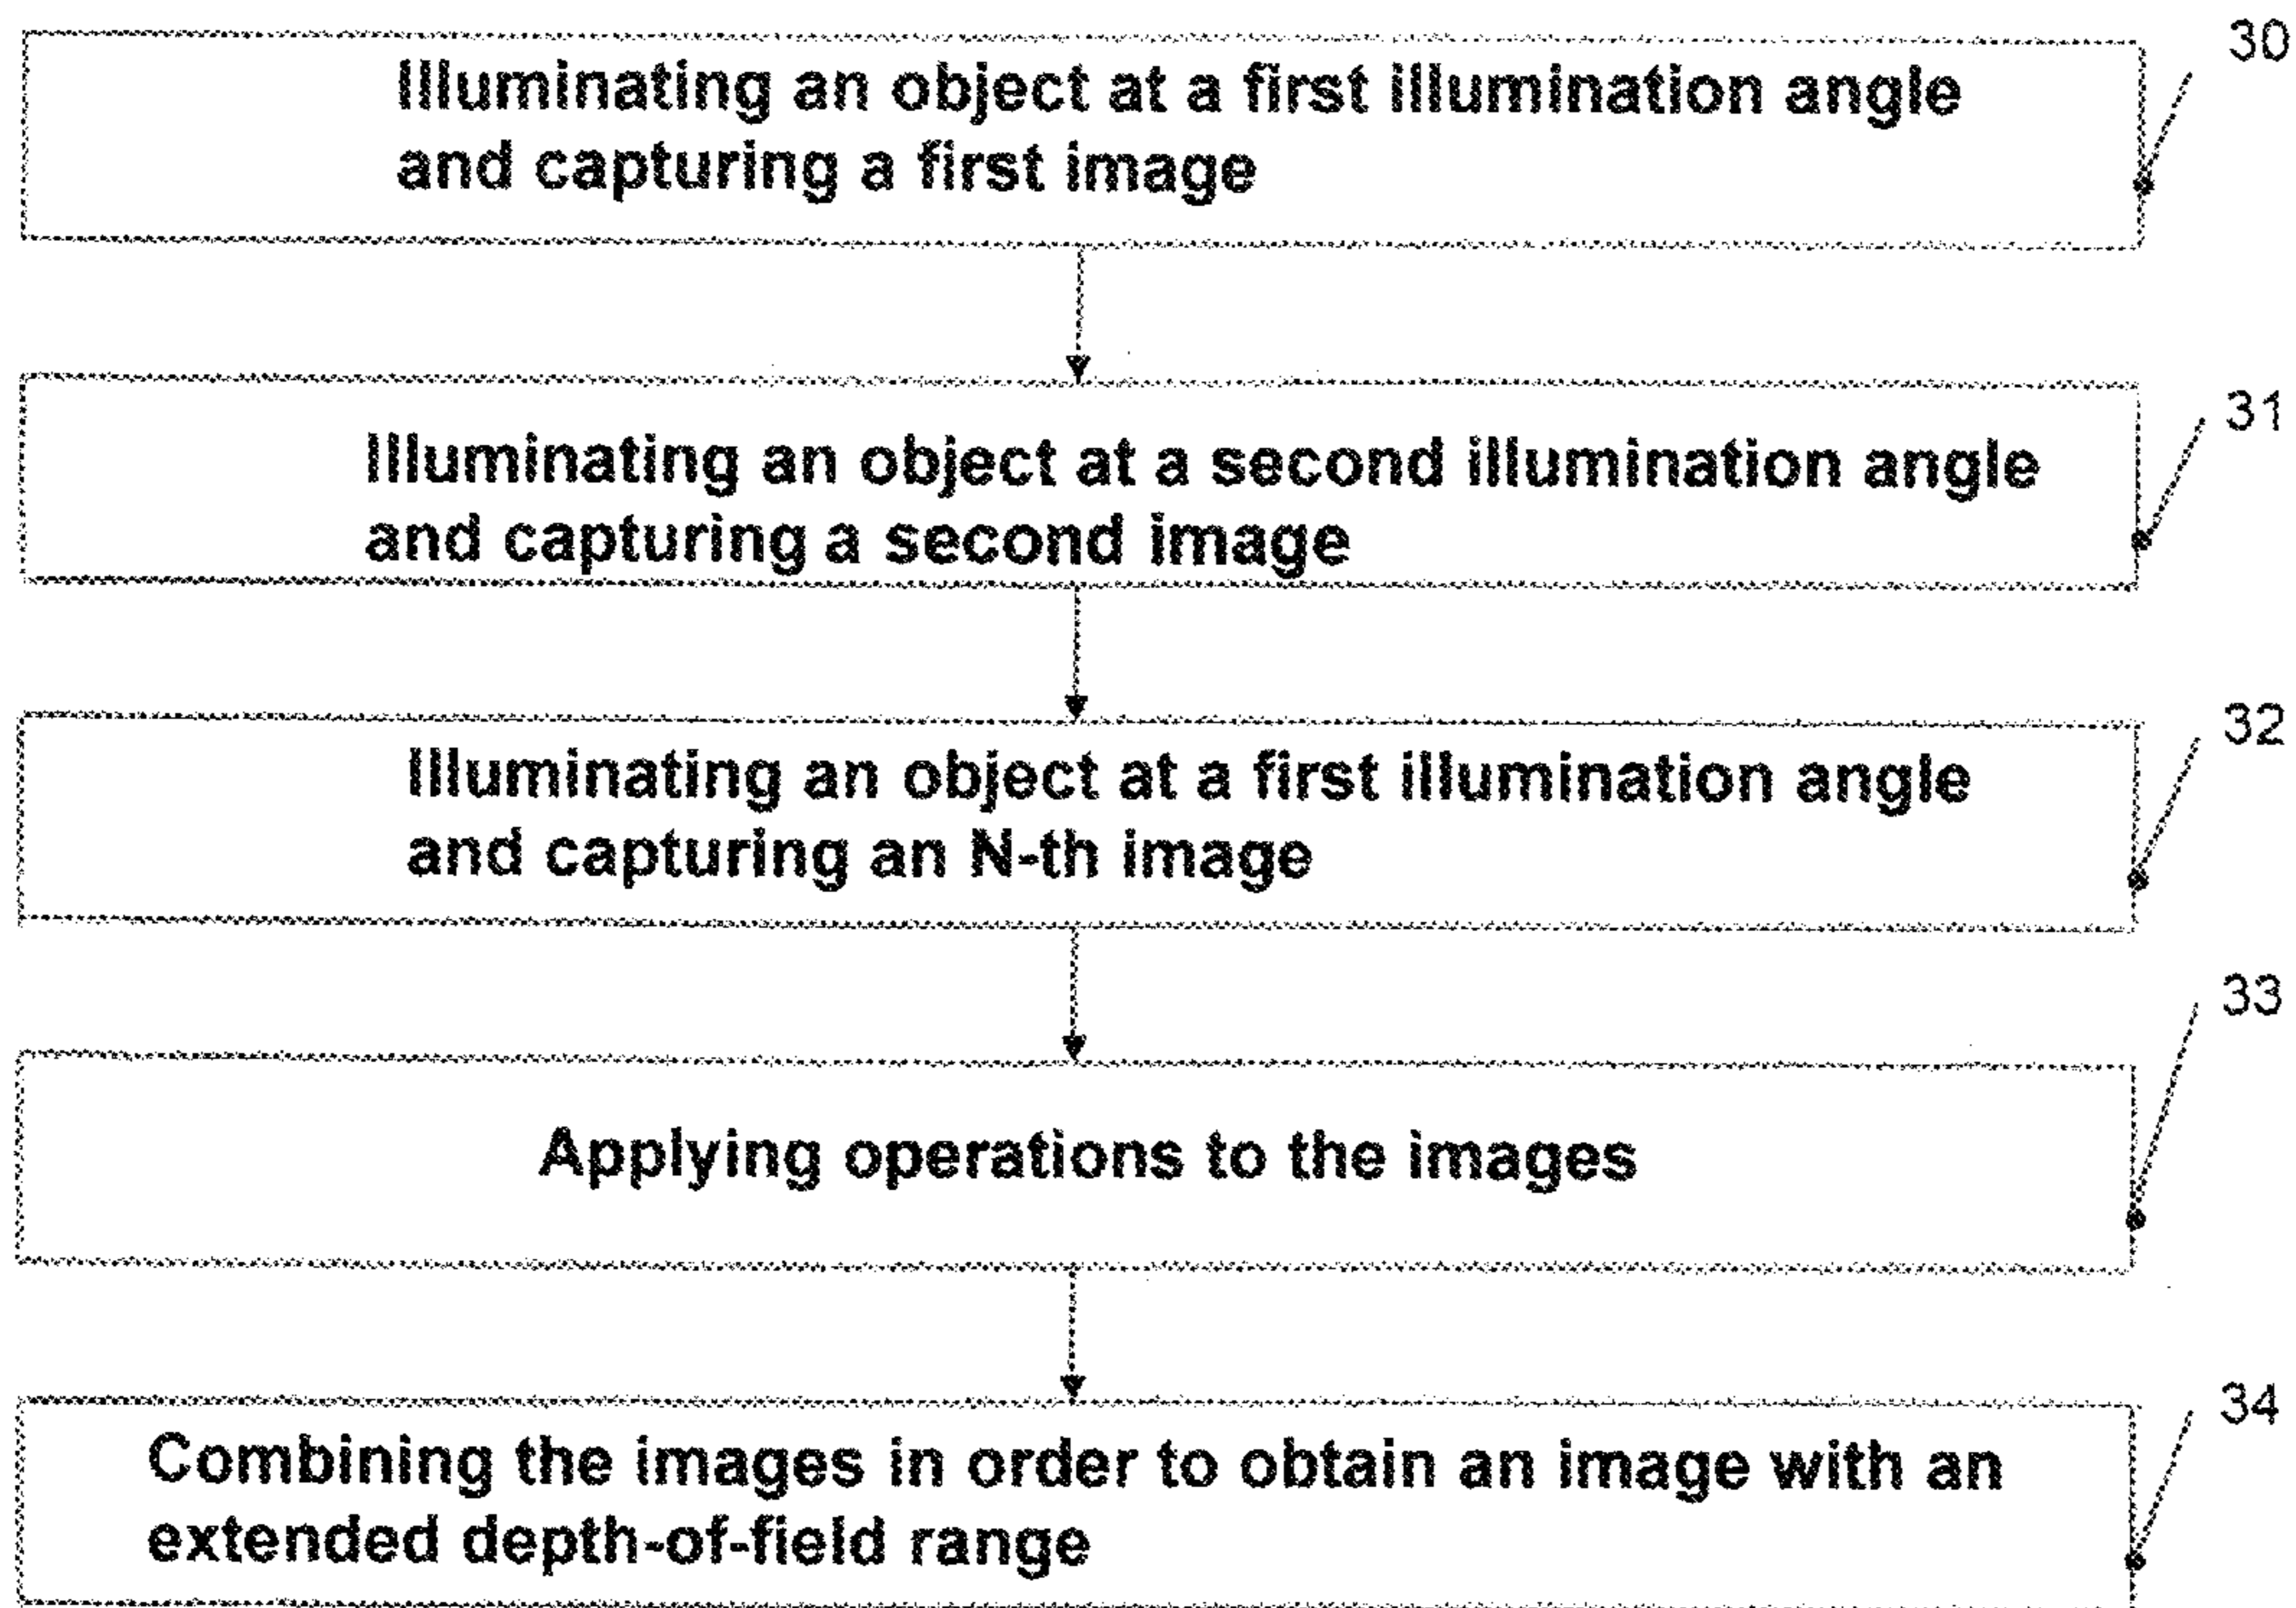 30
Illuminating an object at a first illumination angle
and capturing a first image
31
Illuminating an object at a second illumination angle
and capturing a second image
32
Illuminating an object at a first illumination angle
and capturing an N-th image
33
Applying operations to the images
34
Combining the images in order to obtain an image with an
extended depth-of-field range